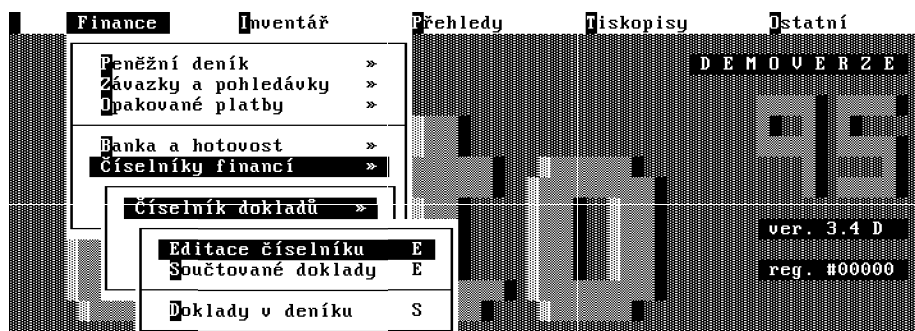 Finance Inventář Přehledy Tiskopisy Ostatní
Peněžní deník »
Závazky a pohledávky »
Opakované platby »
Banka a hotovost »
Číselníky financí »
Číselník dokladů »
Editace číselníku E
Součtované doklady E
Doklady v deníku S
D E M O V E R Z E
95
ver. 3.4 D
reg. #00000